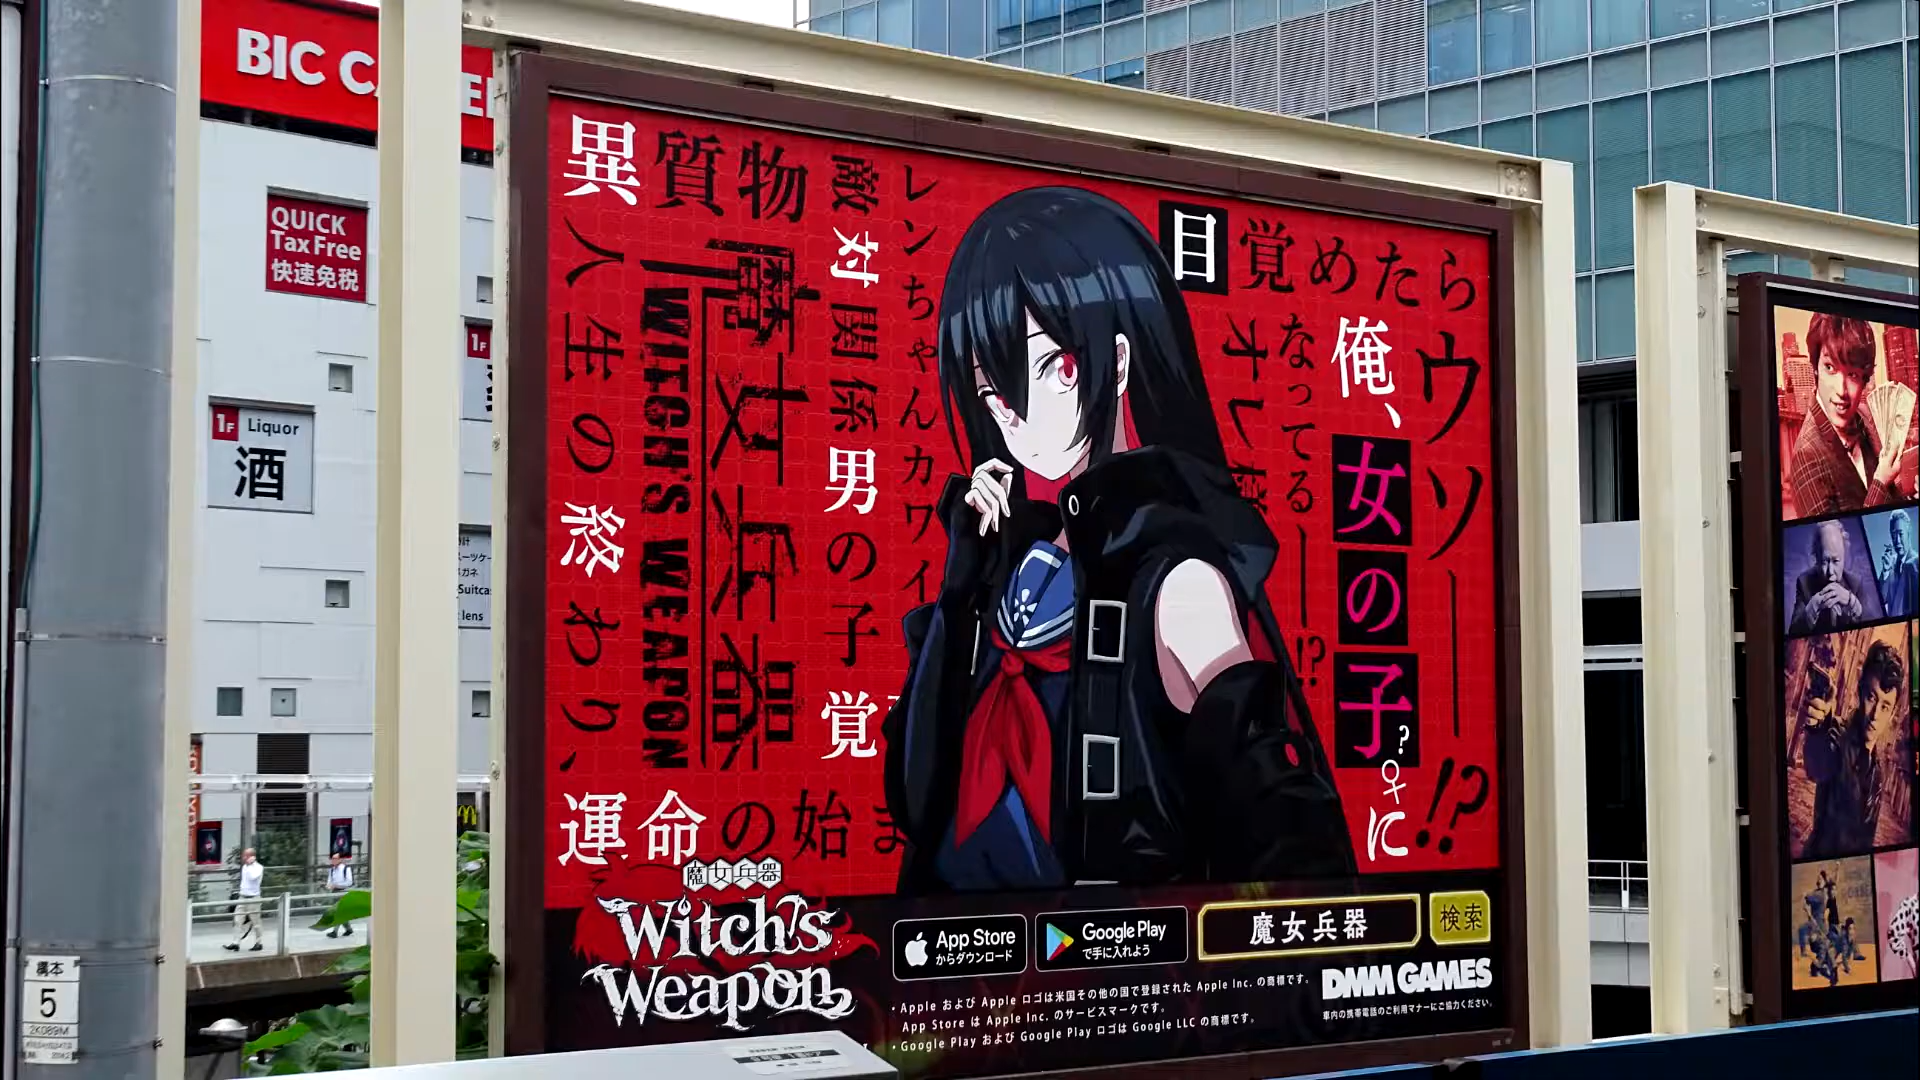 BIC C
QUICK
Tax Free
快速免税
1F Liquor
酒
1F
Suitca
lens
橋本
5
2K089M
異質物
人生の終わり、
運命の始ま
WITCH'S WEAPON
魔女兵器
敵対関係
男の子
覚
レンちゃんカワイイ
目覚めたら
ウソー!?
俺、女の子?♀に
なってるー!?
オレ様
魔女兵器
Witch's
Weapon
App Store
からダウンロード
Google Play
で手に入れよう
魔女兵器
検索
・Apple および Apple ロゴは米国その他の国で登録された Apple Inc. の商標です。
App Store は Apple Inc. のサービスマークです。
・Google Play および Google Play ロゴは Google LLC の商標です。
DMM GAMES
車内の携帯電話のご利用マナーにご協力ください。